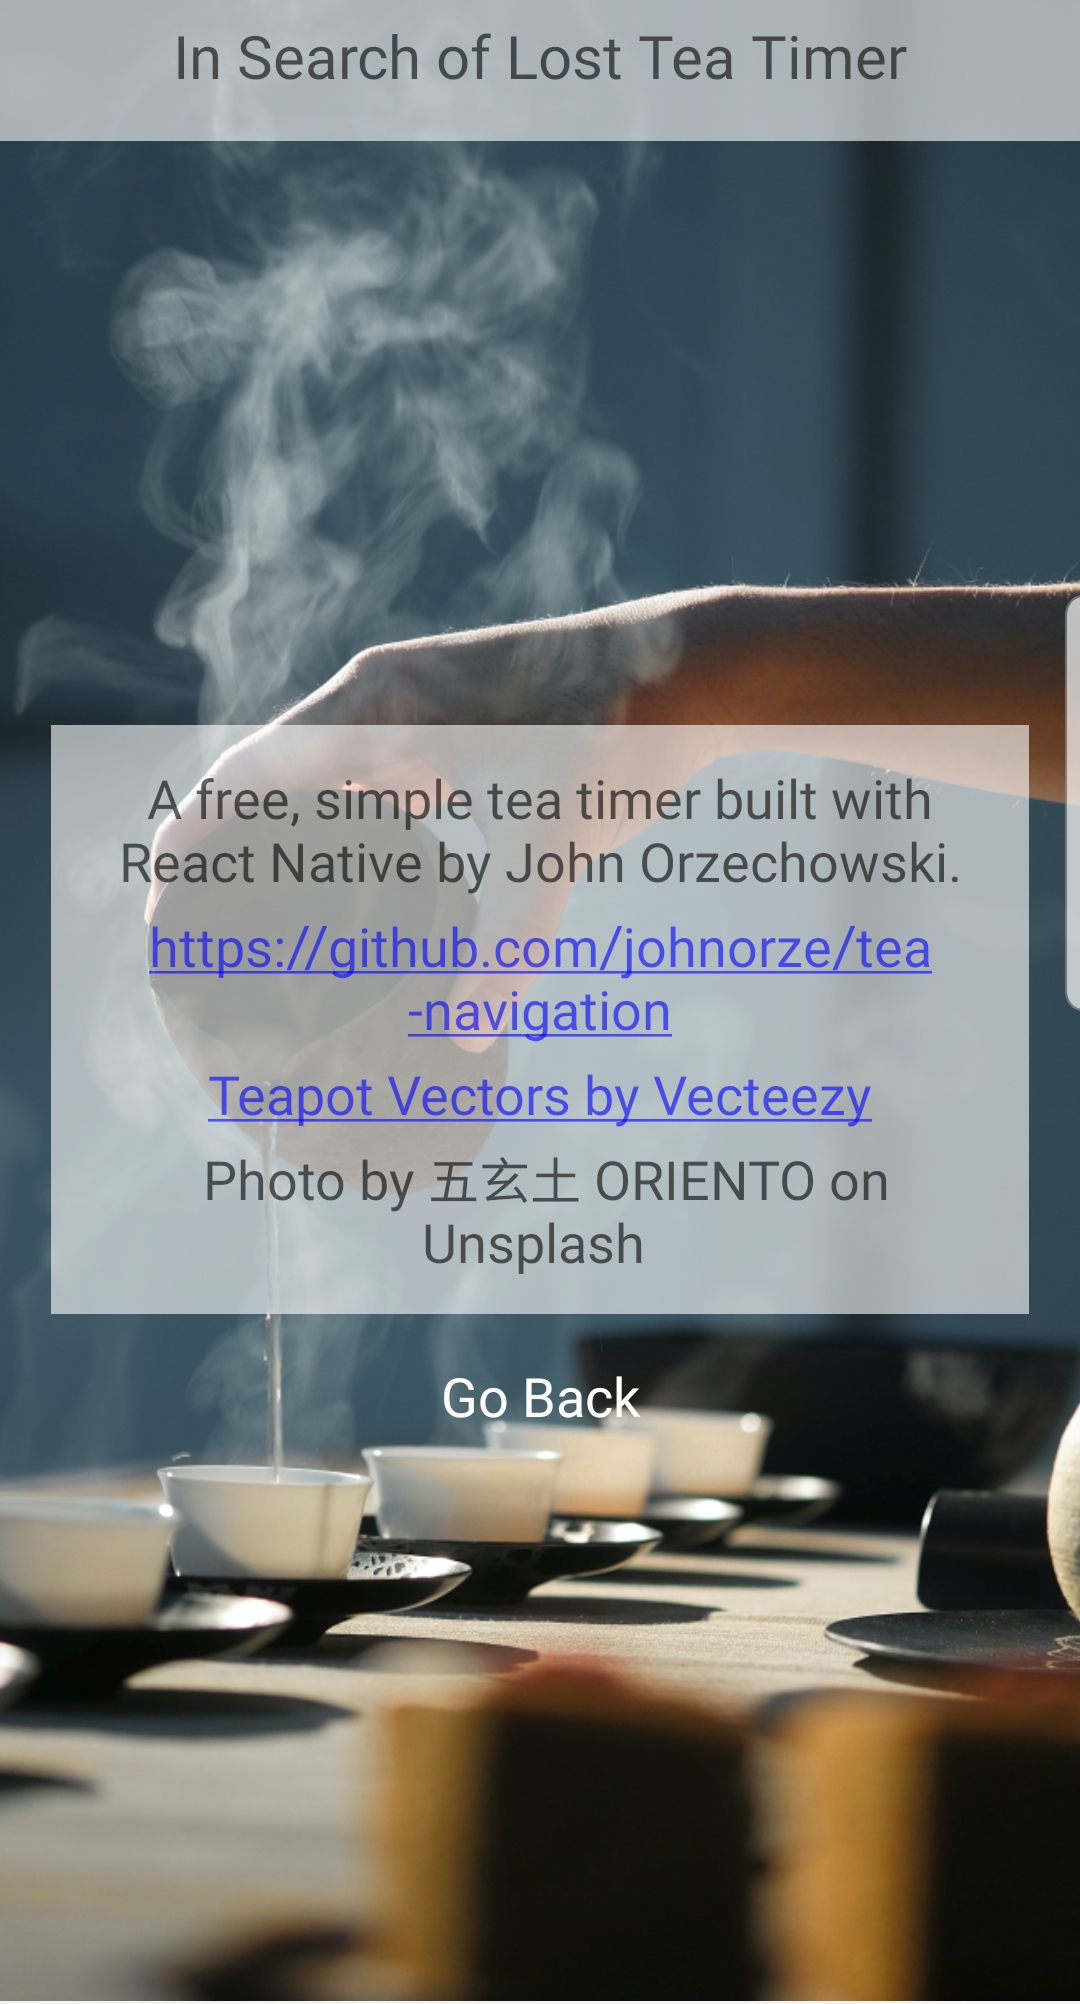 In Search of Lost Tea Timer
A free, simple tea timer built with
React Native by John Orzechowski.
https://github.com/johnorze/tea
-navigation
Teapot Vectors by Vecteezy
Photo by 五玄土 ORIENTO on
Unsplash
Go Back